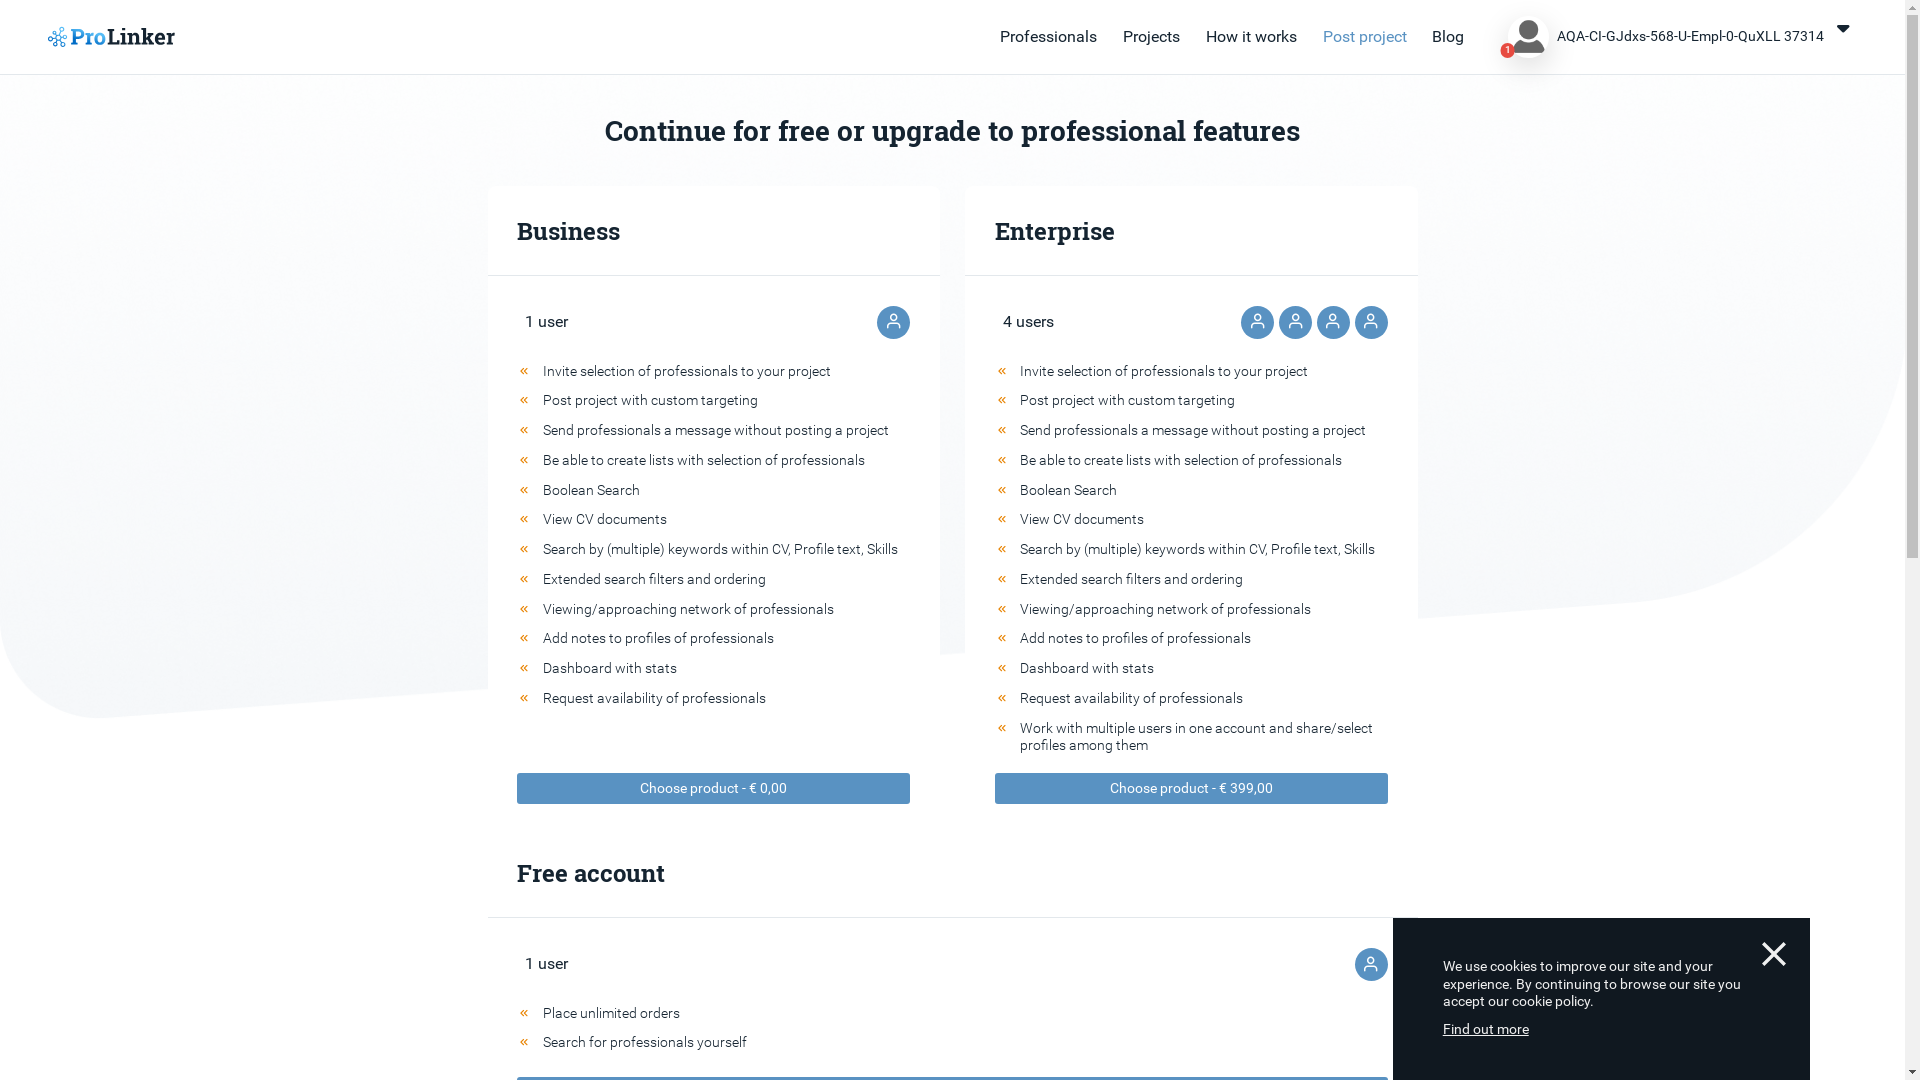 ProLinker
Professionals
Projects
How it works
Post project
Blog
1
AQA-CI-GJdxs-568-U-Empl-0-QuXLL 37314
Continue for free or upgrade to professional features
Business
1 user
Invite selection of professionals to your project
Post project with custom targeting
Send professionals a message without posting a project
Be able to create lists with selection of professionals
Boolean Search
View CV documents
Search by (multiple) keywords within CV, Profile text, Skills
Extended search filters and ordering
Viewing/approaching network of professionals
Add notes to profiles of professionals
Dashboard with stats
Request availability of professionals
Choose product - € 0,00
Enterprise
4 users
Invite selection of professionals to your project
Post project with custom targeting
Send professionals a message without posting a project
Be able to create lists with selection of professionals
Boolean Search
View CV documents
Search by (multiple) keywords within CV, Profile text, Skills
Extended search filters and ordering
Viewing/approaching network of professionals
Add notes to profiles of professionals
Dashboard with stats
Request availability of professionals
Work with multiple users in one account and share/select
profiles among them
Choose product - € 399,00
Free account
1 user
Place unlimited orders
Search for professionals yourself
We use cookies to improve our site and your
experience. By continuing to browse our site you
accept our cookie policy.
Find out more